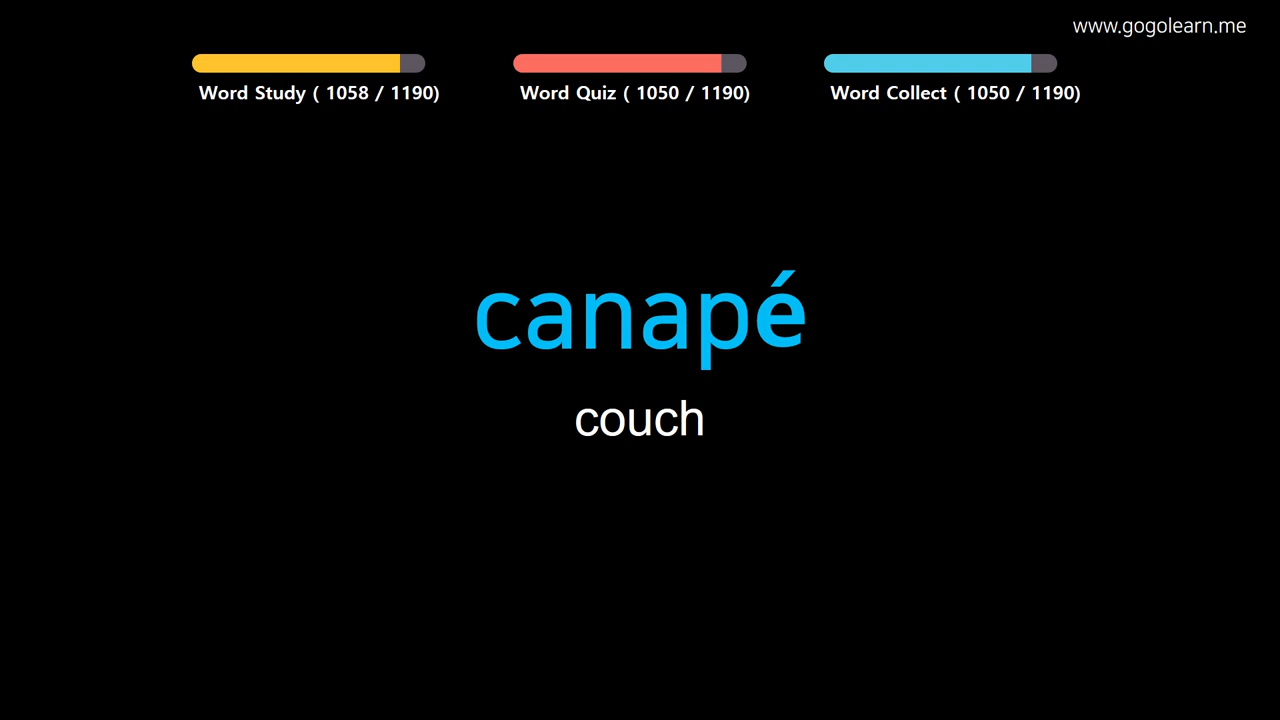 www.gogolearn.me
Word Study ( 1058 / 1190)
Word Quiz ( 1050 / 1190)
Word Collect ( 1050 / 1190)
canapé
couch